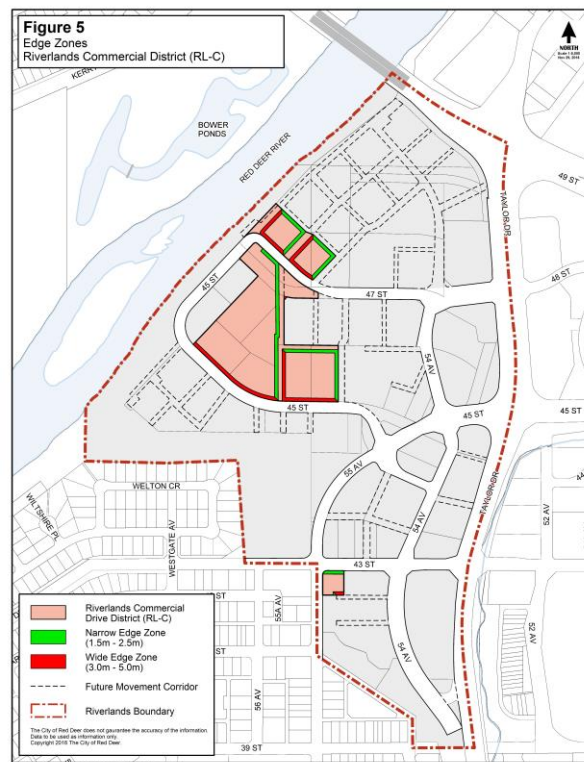 Figure 5
Edge Zones
Riverlands Commercial District (RL-C)
NORTH
KERRY
BOWER
PONDS
RED DEER RIVER
TAYLOR DR
49 ST
48 ST
45 ST
47 ST
54 AV
45 ST
45 ST
45 ST
55 AV
54 AV
TAYLOR DR
52 AV
WELTON CR
WILTSHIRE PL
WESTGATE AV
43 ST
ST
55A AV
ST
56 AV
54 AV
52 AV
39 ST
Riverlands Commercial
Drive District (RL-C)
Narrow Edge Zone
(1.5m - 2.5m)
Wide Edge Zone
(3.0m - 5.0m)
Future Movement Corridor
Riverlands Boundary
The City of Red Deer does not gaurantee the accuracy of the information.
Data to be used as information only.
Copyright 2018 The City of Red Deer.